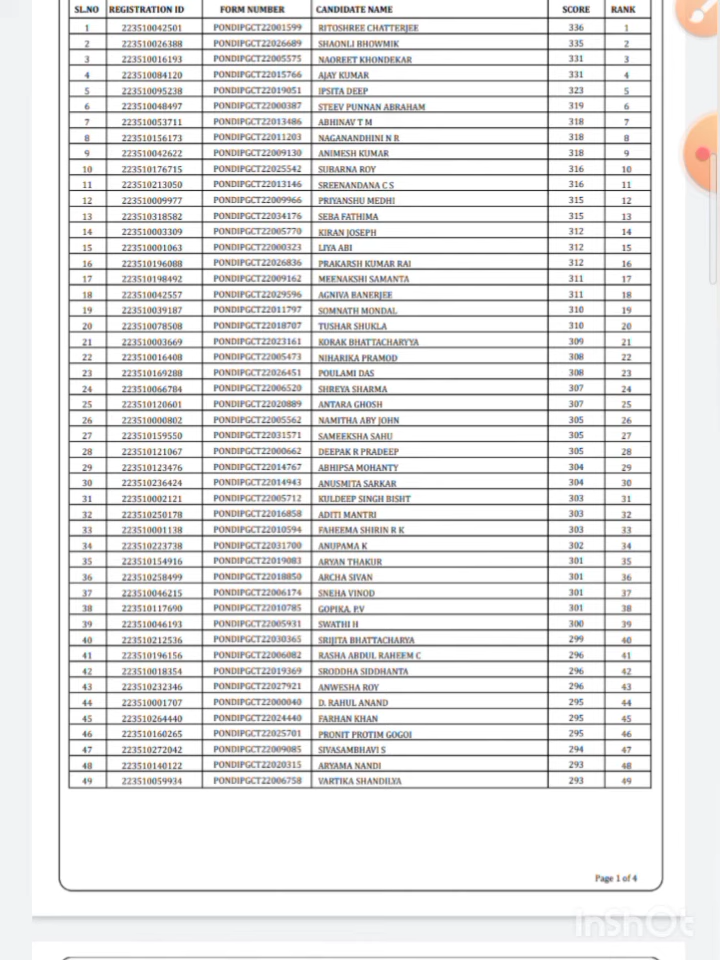 SL.NO REGISTRATION ID FORM NUMBER CANDIDATE NAME SCORE RANK
1 223510042501 PONDIPGCT22001599 RITOSHREE CHATTERJEE 336 1
2 223510026388 PONDIPGCT22026689 SHAONLI BHOWMIK 335 2
3 223510016193 PONDIPGCT22005575 NAOREET KHONDEKAR 331 3
4 223510084120 PONDIPGCT22015766 AJAY KUMAR 331 4
5 223510095238 PONDIPGCT22019051 IPSITA DEEP 323 5
6 223510048497 PONDIPGCT22000387 STEEV PUNNAN ABRAHAM 319 6
7 223510053711 PONDIPGCT22013486 ABHINAV T M 318 7
8 223510156173 PONDIPGCT22011203 NAGANANDHINI N R 318 8
9 223510042622 PONDIPGCT22009130 ANIMESH KUMAR 318 9
10 223510176715 PONDIPGCT22025542 SUBARNA ROY 316 10
11 223510213050 PONDIPGCT22013146 SREENANDANA C S 316 11
12 223510009977 PONDIPGCT22009966 PRIYANSHU MEDHI 315 12
13 223510318582 PONDIPGCT22034176 SEBA FATHIMA 315 13
14 223510003309 PONDIPGCT22005770 KIRAN JOSEPH 312 14
15 223510001063 PONDIPGCT22000323 LIYA ABI 312 15
16 223510196088 PONDIPGCT22026836 PRAKARSH KUMAR RAI 312 16
17 223510198492 PONDIPGCT22009162 MEENAKSHI SAMANTA 311 17
18 223510042557 PONDIPGCT22029596 AGNIVA BANERJEE 311 18
19 223510039187 PONDIPGCT22011797 SOMNATH MONDAL 310 19
20 223510078508 PONDIPGCT22018707 TUSHAR SHUKLA 310 20
21 223510003669 PONDIPGCT22023161 KORAK BHATTACHARYYA 309 21
22 223510016408 PONDIPGCT22005473 NIHARIKA PRAMOD 308 22
23 223510169288 PONDIPGCT22026451 POULAMI DAS 308 23
24 223510066784 PONDIPGCT22006520 SHREYA SHARMA 307 24
25 223510120601 PONDIPGCT22020889 ANTARA GHOSH 307 25
26 223510000802 PONDIPGCT22005562 NAMITHA ABY JOHN 305 26
27 223510159550 PONDIPGCT22031571 SAMEEKSHA SAHU 305 27
28 223510121067 PONDIPGCT22000662 DEEPAK R PRADEEP 305 28
29 223510123476 PONDIPGCT22014767 ABHIPSA MOHANTY 304 29
30 223510236424 PONDIPGCT22014943 ANUSMITA SARKAR 304 30
31 223510002121 PONDIPGCT22005712 KULDEEP SINGH BISHT 303 31
32 223510250178 PONDIPGCT22016858 ADITI MANTRI 303 32
33 223510001138 PONDIPGCT22010594 FAHEEMA SHIRIN R K 303 33
34 223510223738 PONDIPGCT22031700 ANUPAMA K 302 34
35 223510154916 PONDIPGCT22019083 ARYAN THAKUR 301 35
36 223510258499 PONDIPGCT22018850 ARCHA SIVAN 301 36
37 223510046215 PONDIPGCT22006174 SNEHA VINOD 301 37
38 223510117690 PONDIPGCT22010785 GOPIKA. P.V 301 38
39 223510046193 PONDIPGCT22005931 SWATHI H 300 39
40 223510212536 PONDIPGCT22030365 SRIJITA BHATTACHARYA 299 40
41 223510196156 PONDIPGCT22006082 RASHA ABDUL RAHEEM C 296 41
42 223510018354 PONDIPGCT22019369 SRODDHA SIDDHANTA 296 42
43 223510232346 PONDIPGCT22027921 ANWESHA ROY 296 43
44 223510001707 PONDIPGCT22000040 D. RAHUL ANAND 295 44
45 223510264440 PONDIPGCT22024440 FARHAN KHAN 295 45
46 223510160265 PONDIPGCT22025701 PRONIT PROTIM GOGOI 295 46
47 223510272042 PONDIPGCT22009085 SIVASAMBHAVI S 294 47
48 223510140122 PONDIPGCT22020315 ARYAMA NANDI 293 48
49 223510059934 PONDIPGCT22006758 VARTIKA SHANDILYA 293 49
Page 1 of 4
InShOt